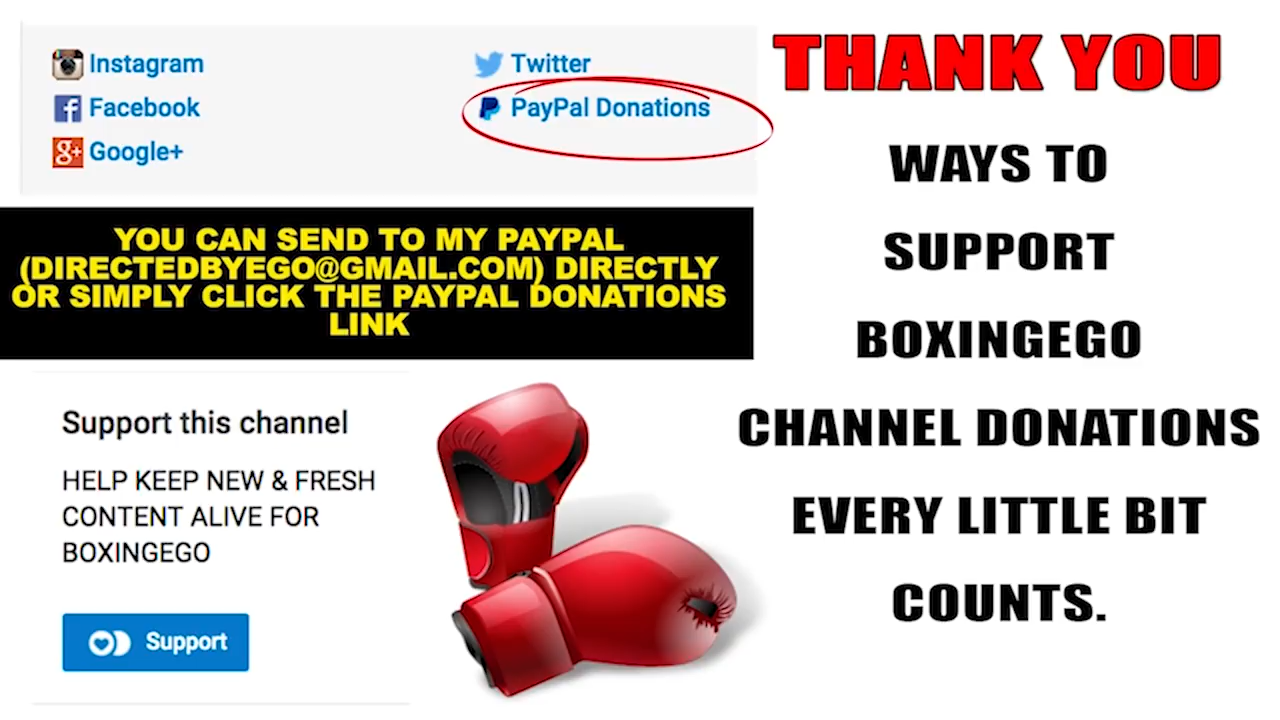 Instagram
Twitter
Facebook
PayPal Donations
Google+
YOU CAN SEND TO MY PAYPAL
(DIRECTEDBYEGO@GMAIL.COM) DIRECTLY
OR SIMPLY CLICK THE PAYPAL DONATIONS
LINK
Support this channel
HELP KEEP NEW & FRESH
CONTENT ALIVE FOR
BOXINGEGO
Support
THANK YOU
WAYS TO
SUPPORT
BOXINGEGO
CHANNEL DONATIONS
EVERY LITTLE BIT
COUNTS.